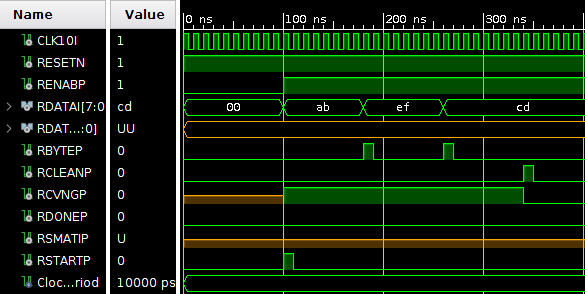 Name Value 0 ns 100 ns 200 ns 300 ns
CLK10I 1
RESETN 1
RENABP 1
RDATAI[7:0 cd 00 ab ef cd
RDAT...:0] UU
RBYTEP 0
RCLEANP 0
RCVNGP 0
RDONEP 0
RSMATIP U
RSTARTP 0
Cloc...riod 10000 ps